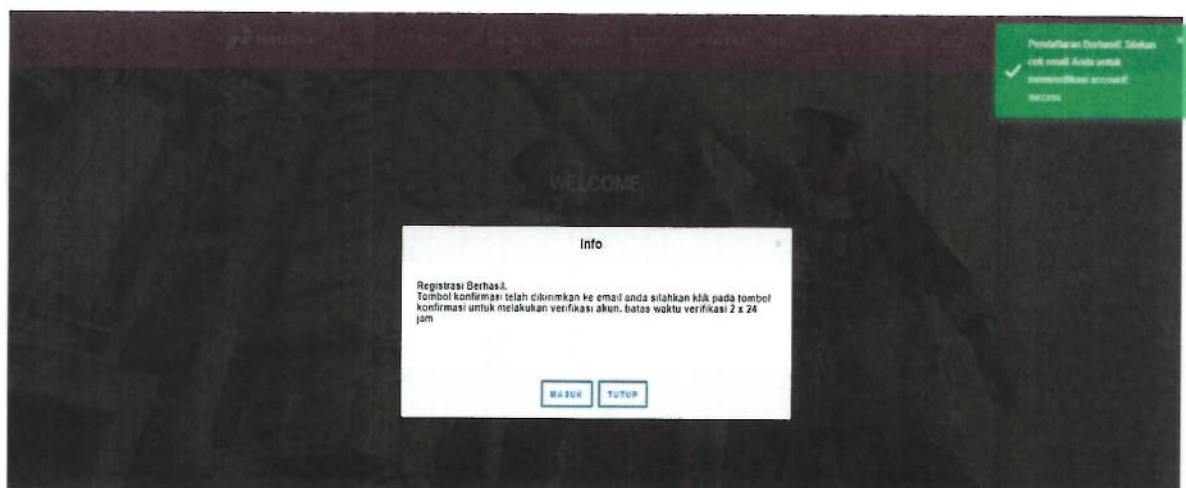 Pendaftaran Berhasil! Silakan
cek email Anda untuk
memverifikasi account!
success
WELCOME
Info
Registrasi Berhasil.
Tombol konfirmasi telah dikirimkan ke email anda silahkan klik pada tombol
konfirmasi untuk melakukan verifikasi akun. batas waktu verifikasi 2 x 24
jam
MASUK TUTUP